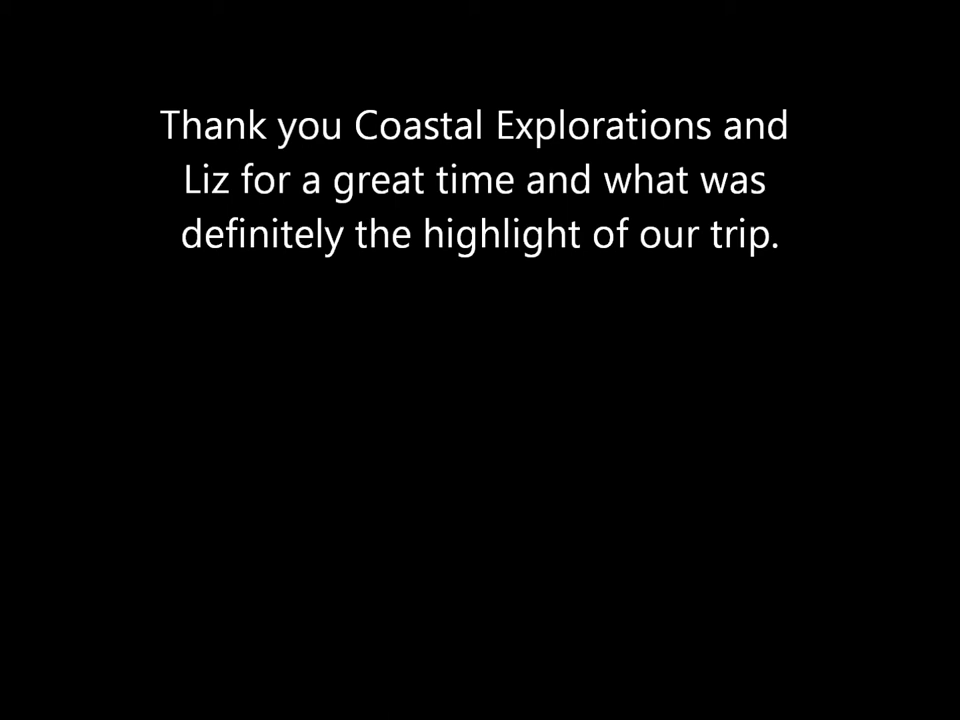 Thank you Coastal Explorations and
Liz for a great time and what was
definitely the highlight of our trip.